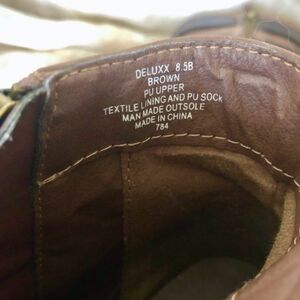 DELUXX 8.5B
BROWN
PU UPPER
TEXTILE LINING AND PU SOCK
MAN MADE OUTSOLE
MADE IN CHINA
784